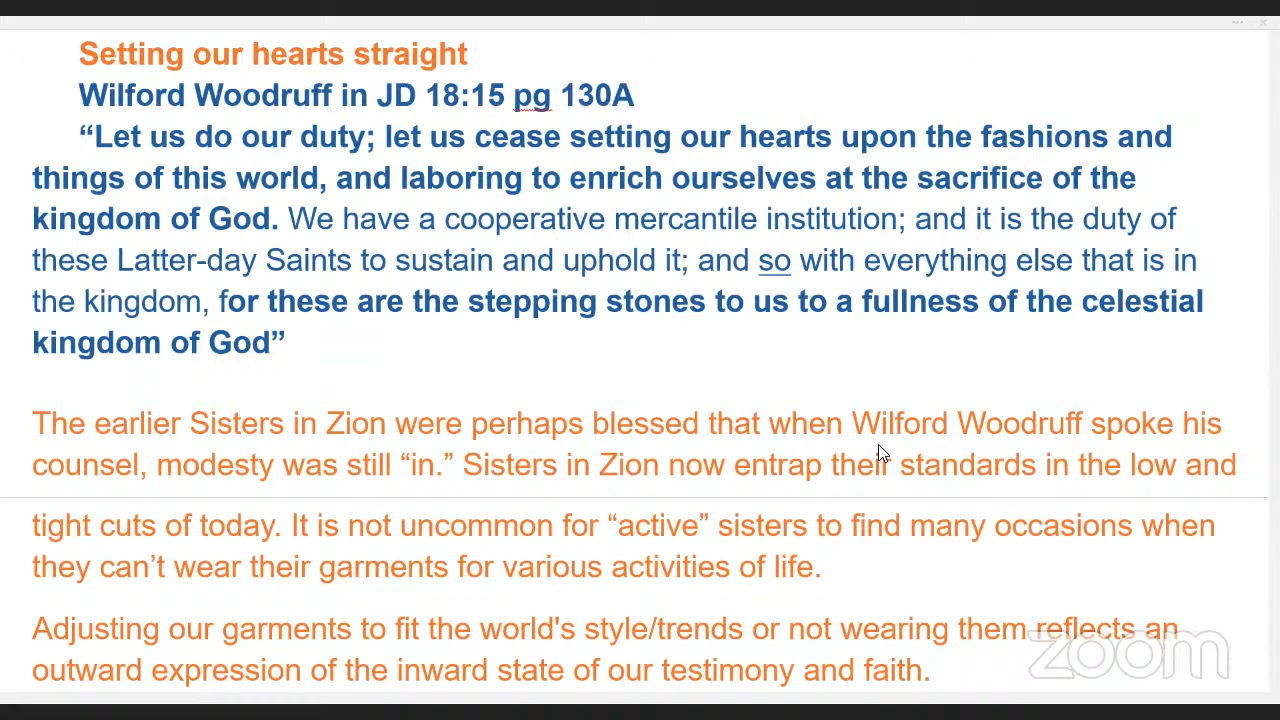 Setting our hearts straight
Wilford Woodruff in JD 18:15 pg 130A
“Let us do our duty; let us cease setting our hearts upon the fashions and
things of this world, and laboring to enrich ourselves at the sacrifice of the
kingdom of God. We have a cooperative mercantile institution; and it is the duty of
these Latter-day Saints to sustain and uphold it; and so with everything else that is in
the kingdom, for these are the stepping stones to us to a fullness of the celestial
kingdom of God”
The earlier Sisters in Zion were perhaps blessed that when Wilford Woodruff spoke his
counsel, modesty was still “in.” Sisters in Zion now entrap their standards in the low and
tight cuts of today. It is not uncommon for “active” sisters to find many occasions when
they can’t wear their garments for various activities of life.
Adjusting our garments to fit the world's style/trends or not wearing them reflects an
outward expression of the inward state of our testimony and faith.
zoom